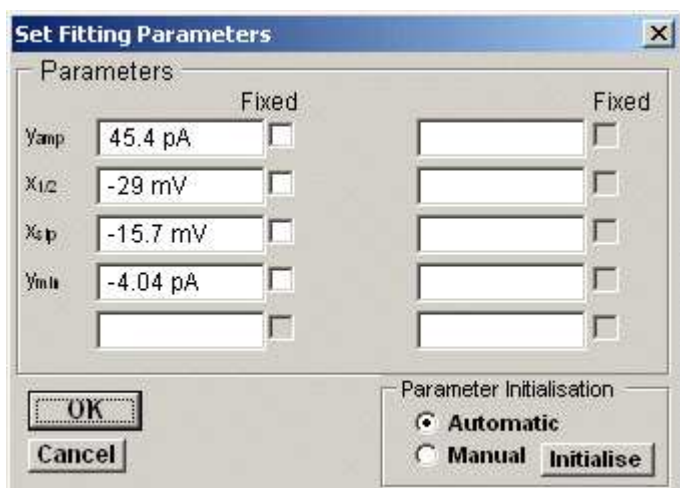 Set Fitting Parameters
Parameters
Fixed Fixed
Yamp 45.4 pA
X1/2 -29 mV
Xslp -15.7 mV
Ymin -4.04 pA
Parameter Initialisation
OK
Automatic
Cancel
Manual Initialise